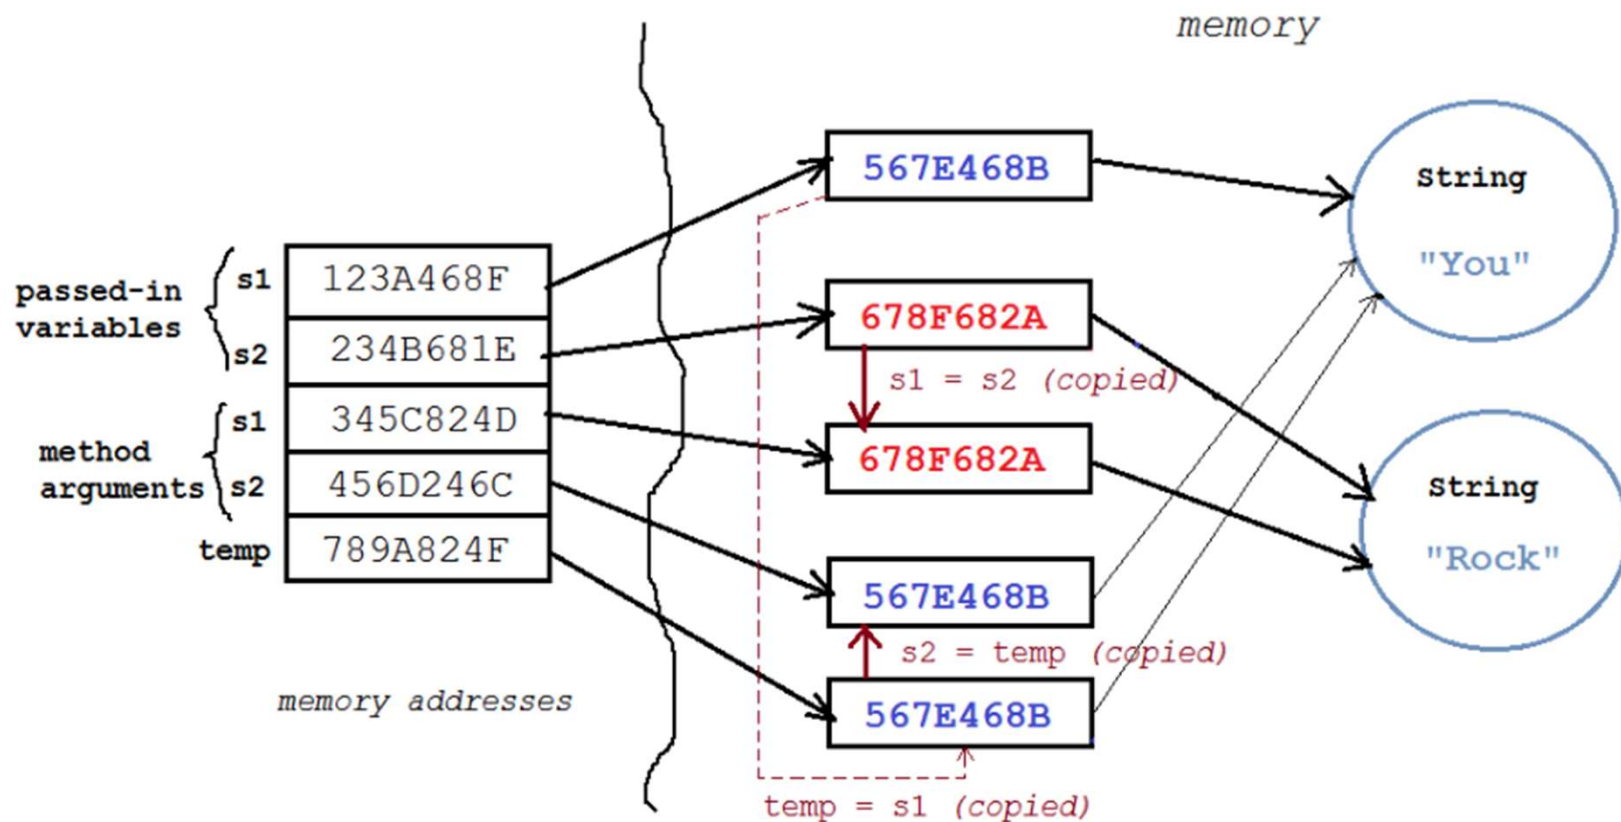 memory
567E468B
String
"You"
passed-in
variables
s1
123A468F
s2
234B681E
678F682A
s1 = s2 (copied)
method
arguments
s1
345C824D
s2
456D246C
678F682A
String
"Rock"
temp
789A824F
567E468B
s2 = temp (copied)
memory addresses
567E468B
temp = s1 (copied)